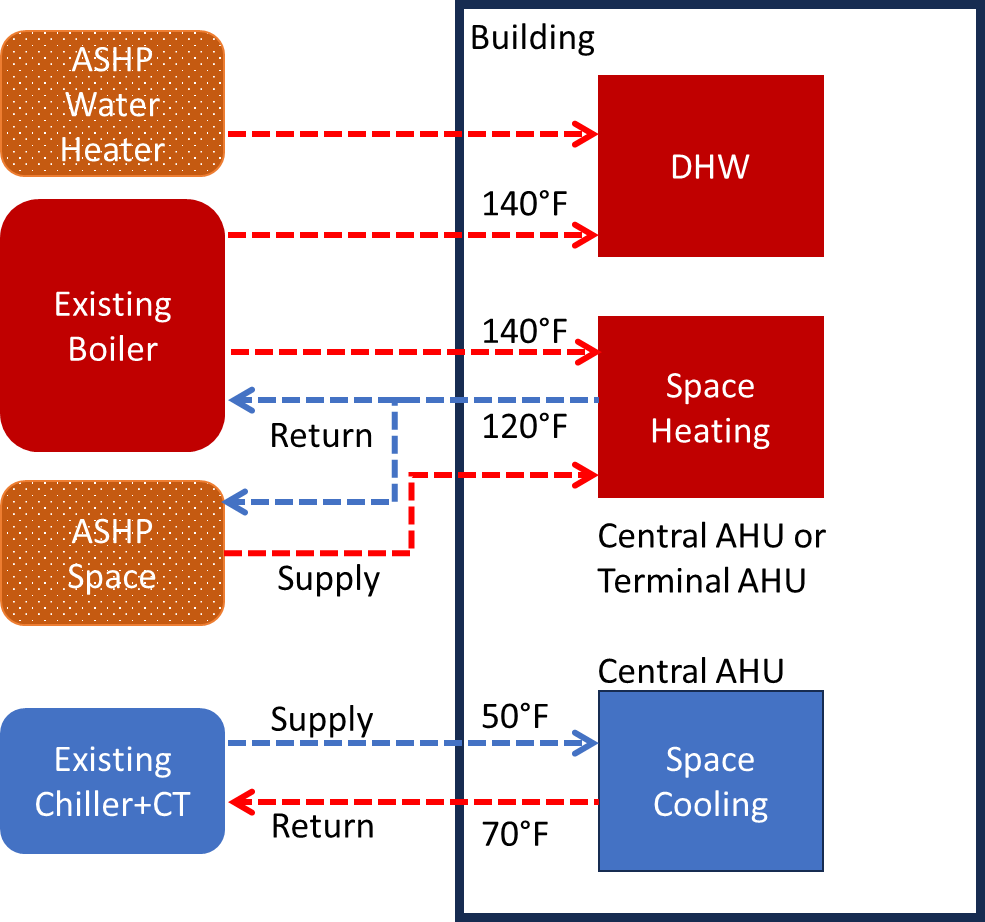 Building
ASHP
Water
Heater
DHW
140°F
Existing
Boiler
140°F
Space
Heating
Return
120°F
ASHP
Space
Supply
Central AHU or
Terminal AHU
Central AHU
Supply
50°F
Existing
Chiller+CT
Space
Cooling
Return
70°F